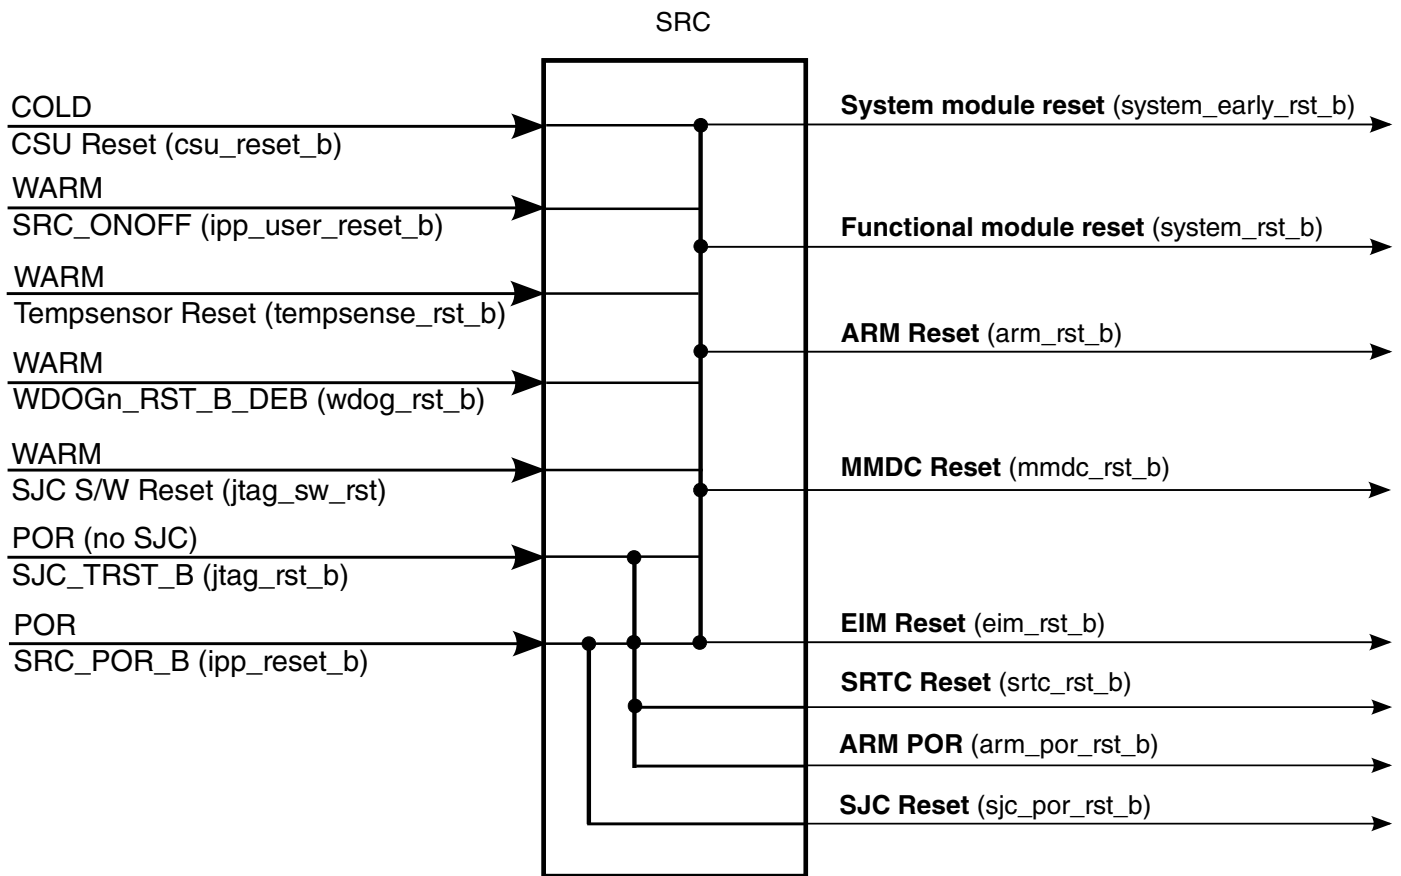 SRC
COLD
CSU Reset (csu_reset_b)
WARM
SRC_ONOFF (ipp_user_reset_b)
WARM
Tempsensor Reset (tempsense_rst_b)
WARM
WDOGn_RST_B_DEB (wdog_rst_b)
WARM
SJC S/W Reset (jtag_sw_rst)
POR (no SJC)
SJC_TRST_B (jtag_rst_b)
POR
SRC_POR_B (ipp_reset_b)
System module reset (system_early_rst_b)
Functional module reset (system_rst_b)
ARM Reset (arm_rst_b)
MMDC Reset (mmdc_rst_b)
EIM Reset (eim_rst_b)
SRTC Reset (srtc_rst_b)
ARM POR (arm_por_rst_b)
SJC Reset (sjc_por_rst_b)